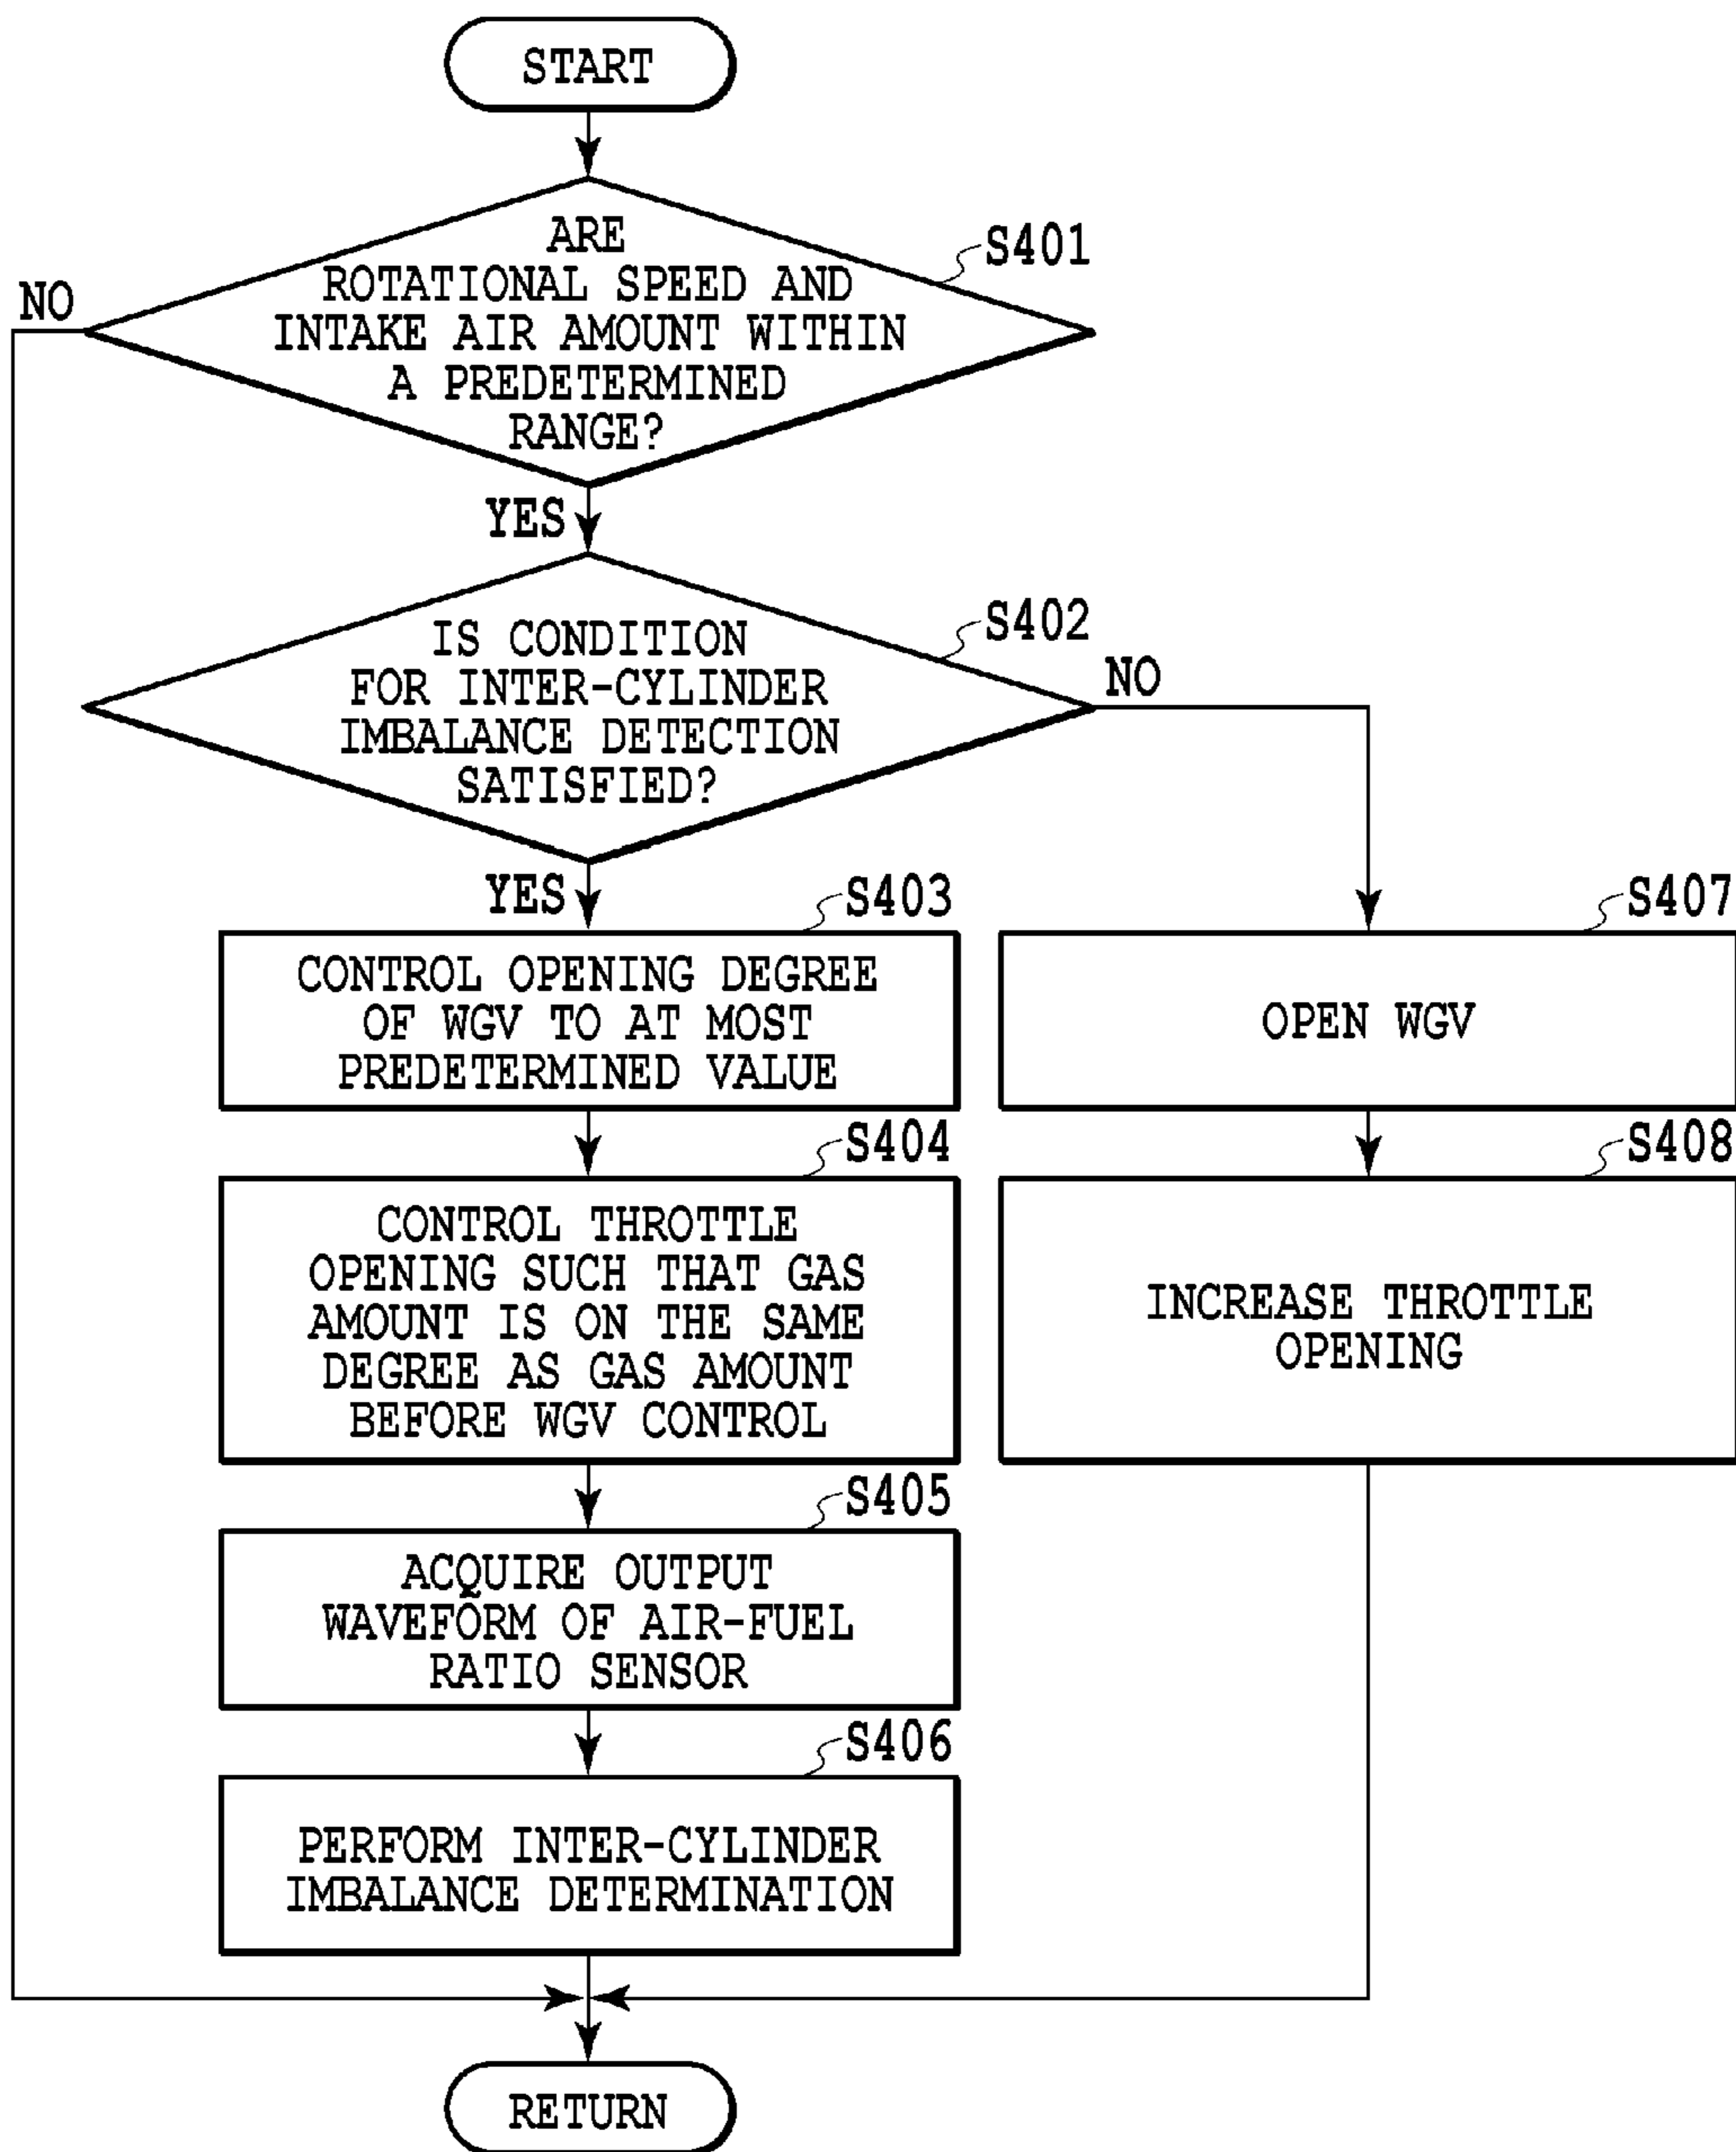 START
ARE
ROTATIONAL SPEED AND
INTAKE AIR AMOUNT WITHIN
A PREDETERMINED
RANGE?
S401
NO
YES
IS CONDITION
FOR INTER-CYLINDER
IMBALANCE DETECTION
SATISFIED?
S402
NO
YES
S403
CONTROL OPENING DEGREE
OF WGV TO AT MOST
PREDETERMINED VALUE
S407
OPEN WGV
S404
CONTROL THROTTLE
OPENING SUCH THAT GAS
AMOUNT IS ON THE SAME
DEGREE AS GAS AMOUNT
BEFORE WGV CONTROL
S408
INCREASE THROTTLE
OPENING
S405
ACQUIRE OUTPUT
WAVEFORM OF AIR-FUEL
RATIO SENSOR
S406
PERFORM INTER-CYLINDER
IMBALANCE DETERMINATION
RETURN